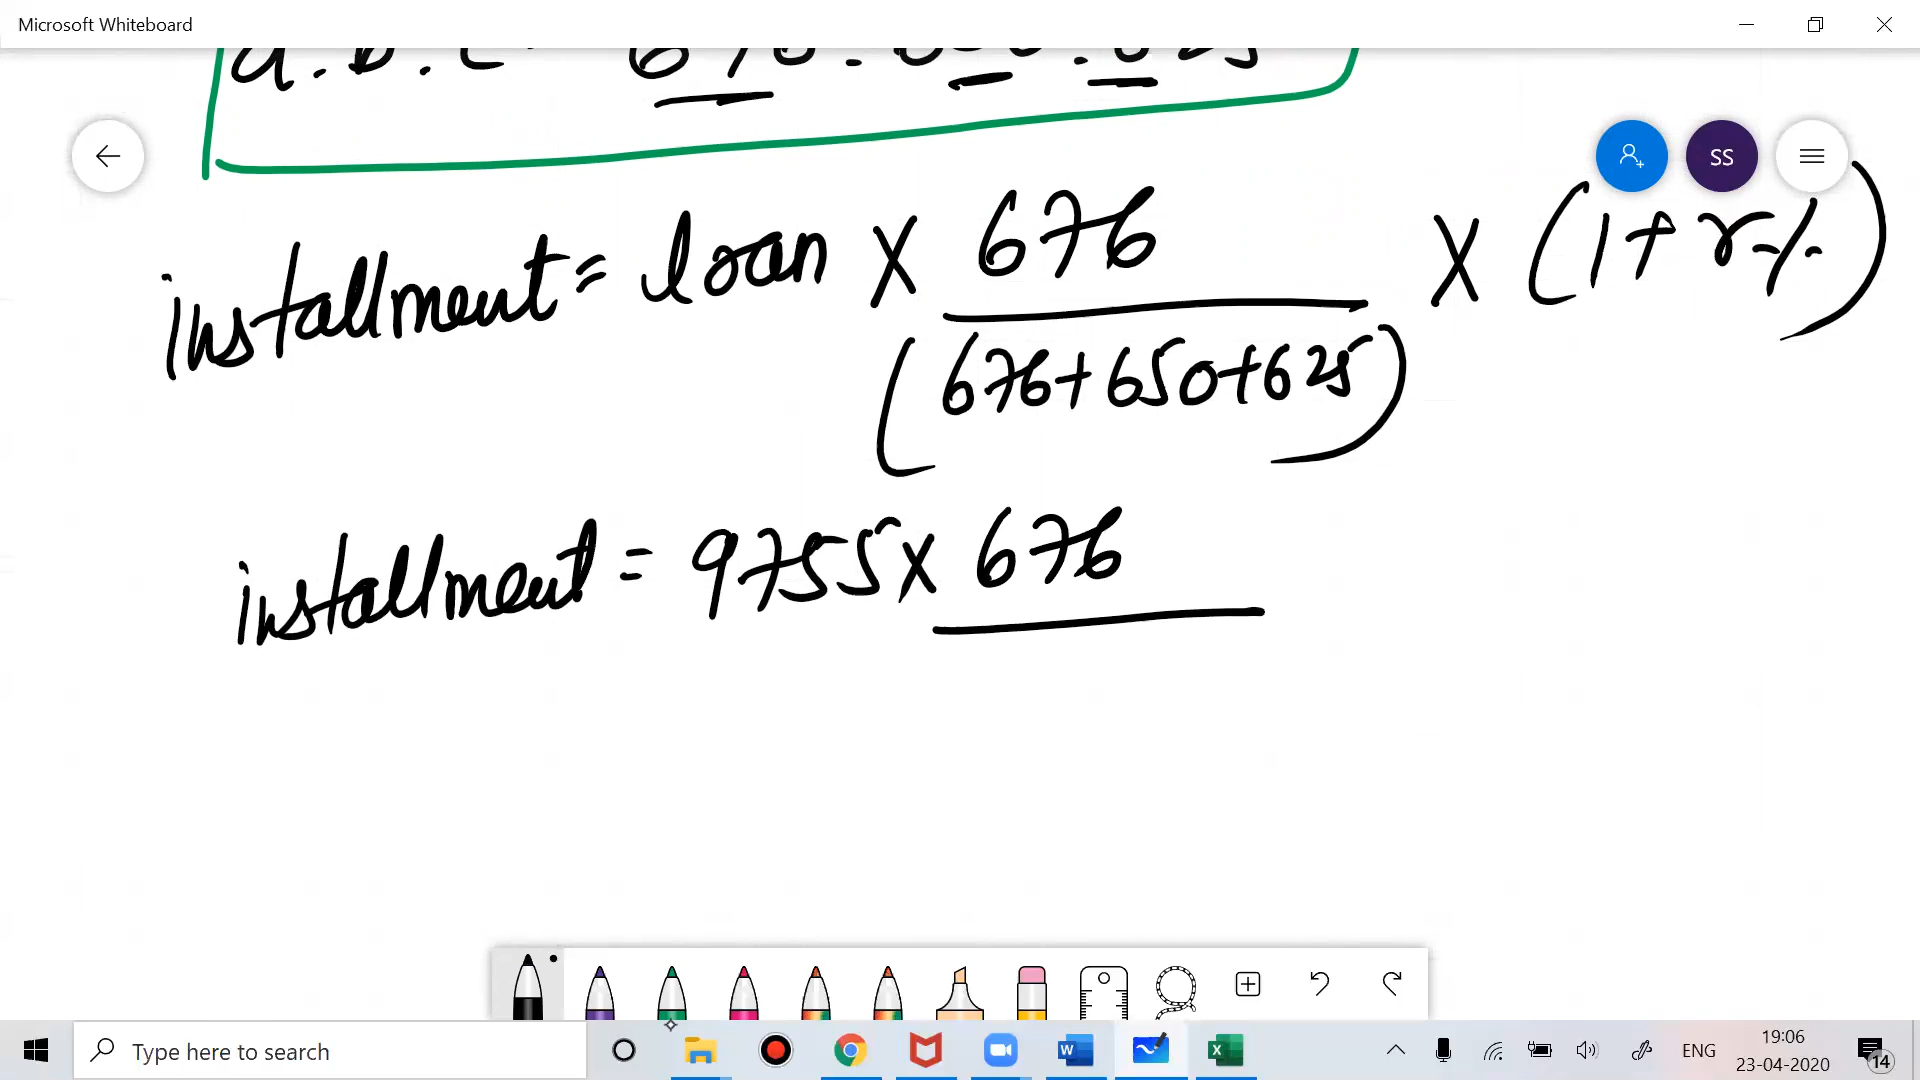 Microsoft Whiteboard
a : b : c
SS
installment = loan X 676 X (1 + r%)
(676+650+625)
installment = 9755 X 676
Type here to search
ENG
19:06
23-04-2020
14